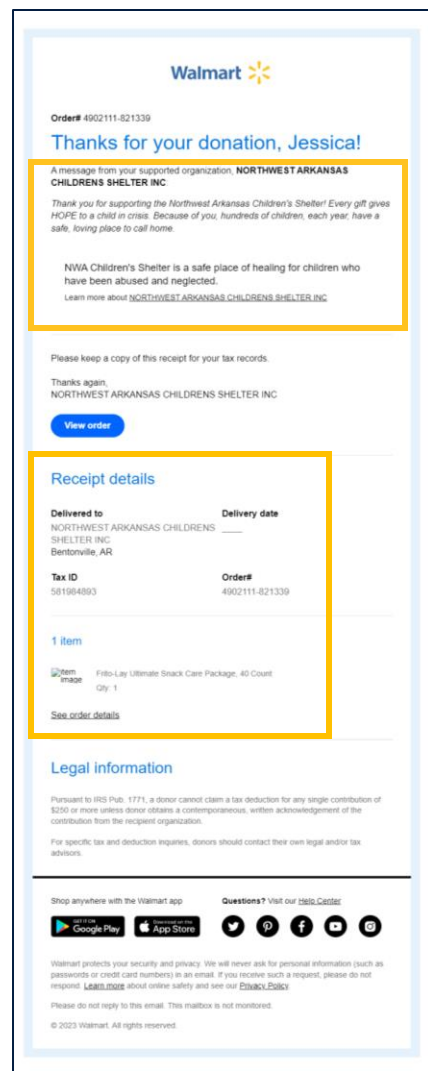 Walmart
Order# 4902111-821339
Thanks for your donation, Jessica!
A message from your supported organization, NORTHWEST ARKANSAS
CHILDRENS SHELTER INC
Thank you for supporting the Northwest Arkansas Children's Shelter! Every gift gives
HOPE to a child in crisis. Because of you, hundreds of children, each year, have a
safe, loving place to call home.
NWA Children's Shelter is a safe place of healing for children who
have been abused and neglected.
Learn more about NORTHWEST ARKANSAS CHILDRENS SHELTER INC
Please keep a copy of this receipt for your tax records.
Thanks again,
NORTHWEST ARKANSAS CHILDRENS SHELTER INC
View order
Receipt details
Delivered to Delivery date
NORTHWEST ARKANSAS CHILDRENS ____
SHELTER INC
Bentonville, AR
Tax ID Order#
581984893 4902111-821339
1 item
item
image
Frito-Lay Ultimate Snack Care Package, 40 Count
Qty: 1
See order details
Legal information
Pursuant to IRS Pub. 1771, a donor cannot claim a tax deduction for any single contribution of
$250 or more unless donor obtains a contemporaneous, written acknowledgement of the
contribution from the recipient organization.
For specific tax and deduction inquiries, donors should contact their own legal and/or tax
advisors.
Shop anywhere with the Walmart app Questions? Visit our Help Center
GET IT ON
Google Play
Download on the
App Store
Walmart protects your security and privacy. We will never ask for personal information (such as
passwords or credit card numbers) in an email. If you receive such a request, please do not
respond. Learn more about online safety and see our Privacy Policy.
Please do not reply to this email. This mailbox is not monitored.
© 2023 Walmart. All rights reserved.